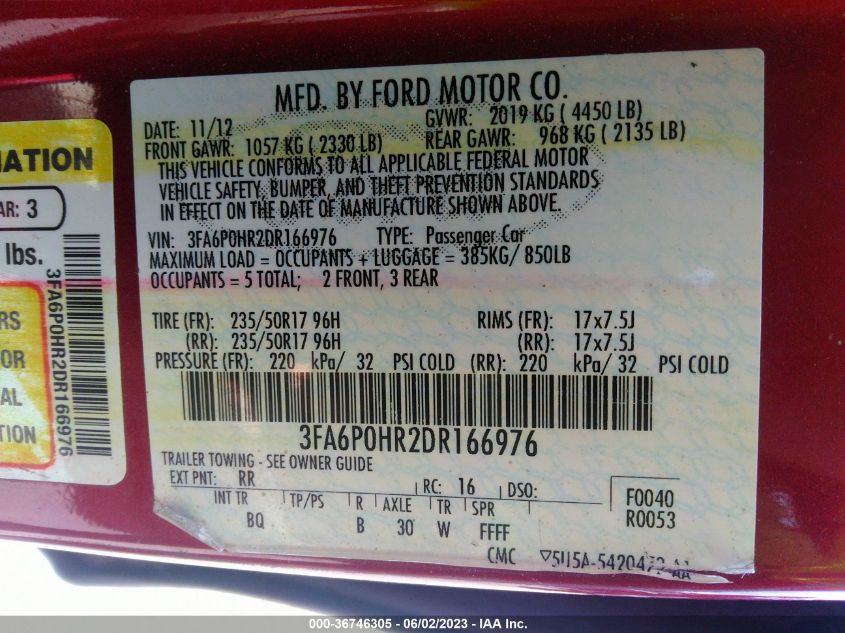 MFD. BY FORD MOTOR CO.
DATE: 11/12
GVWR: 2019 KG ( 4450 LB)
FRONT GAWR: 1057 KG ( 2330 LB)
REAR GAWR: 968 KG ( 2135 LB)
THIS VEHICLE CONFORMS TO ALL APPLICABLE FEDERAL MOTOR
VEHICLE SAFETY, BUMPER, AND THEFT PREVENTION STANDARDS
IN EFFECT ON THE DATE OF MANUFACTURE SHOWN ABOVE.
VIN: 3FA6P0HR2DR166976 TYPE: Passenger Car
MAXIMUM LOAD = OCCUPANTS + LUGGAGE = 385KG/ 850LB
OCCUPANTS = 5 TOTAL; 2 FRONT, 3 REAR
TIRE (FR): 235/50R17 96H RIMS (FR): 17x7.5J
(RR): 235/50R17 96H (RR): 17x7.5J
PRESSURE (FR): 220 kPa/ 32 PSI COLD (RR): 220 kPa/ 32 PSI COLD
3FA6P0HR2DR166976
TRAILER TOWING - SEE OWNER GUIDE
EXT PNT: RR RC: 16 DSO:
INT TR TP/PS R AXLE TR SPR
BQ B 30 W FFFF
F0040
R0053
CMC
AR: 3
lbs.
3FA6P0HR2DR166976
000-36746305 - 06/02/2023 - IAA Inc.